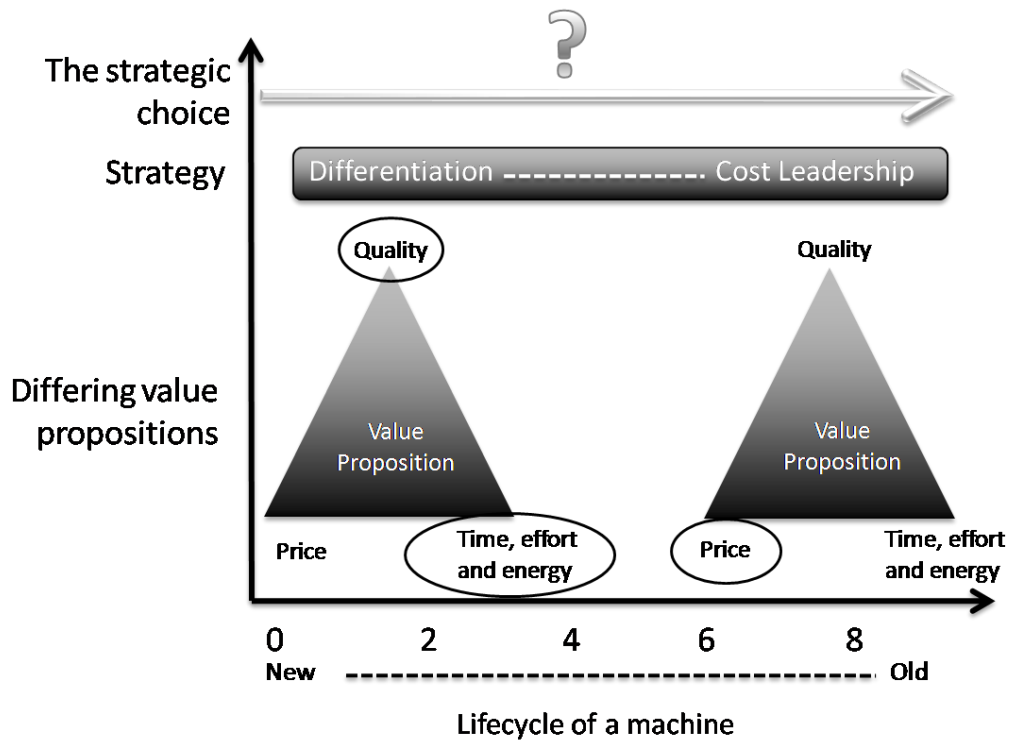 ?
The strategic
choice
Strategy
Differentiation -------------- Cost Leadership
Quality
Quality
Differing value
propositions
Value
Proposition
Value
Proposition
Price
Time, effort
and energy
Price
Time, effort
and energy
0 2 4 6 8
New Old
Lifecycle of a machine